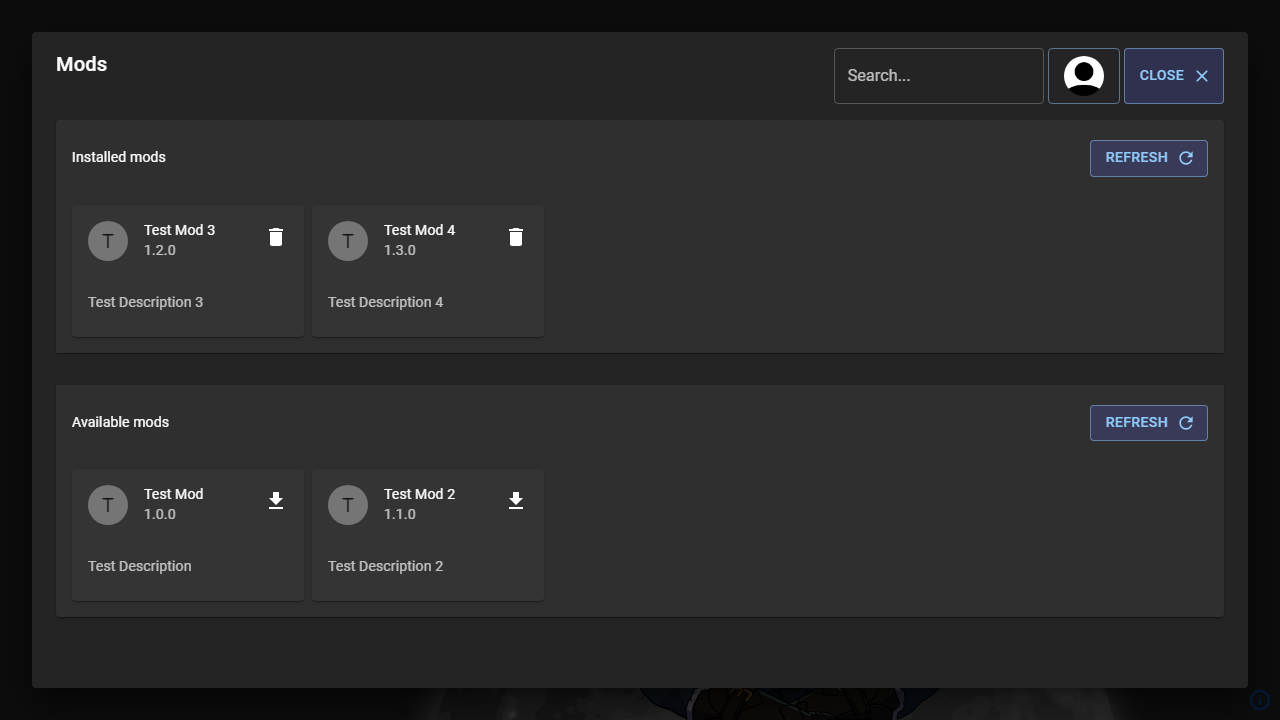 Mods
Search...
CLOSE
Installed mods
REFRESH
T
Test Mod 3
1.2.0
Test Description 3
T
Test Mod 4
1.3.0
Test Description 4
Available mods
REFRESH
T
Test Mod
1.0.0
Test Description
T
Test Mod 2
1.1.0
Test Description 2